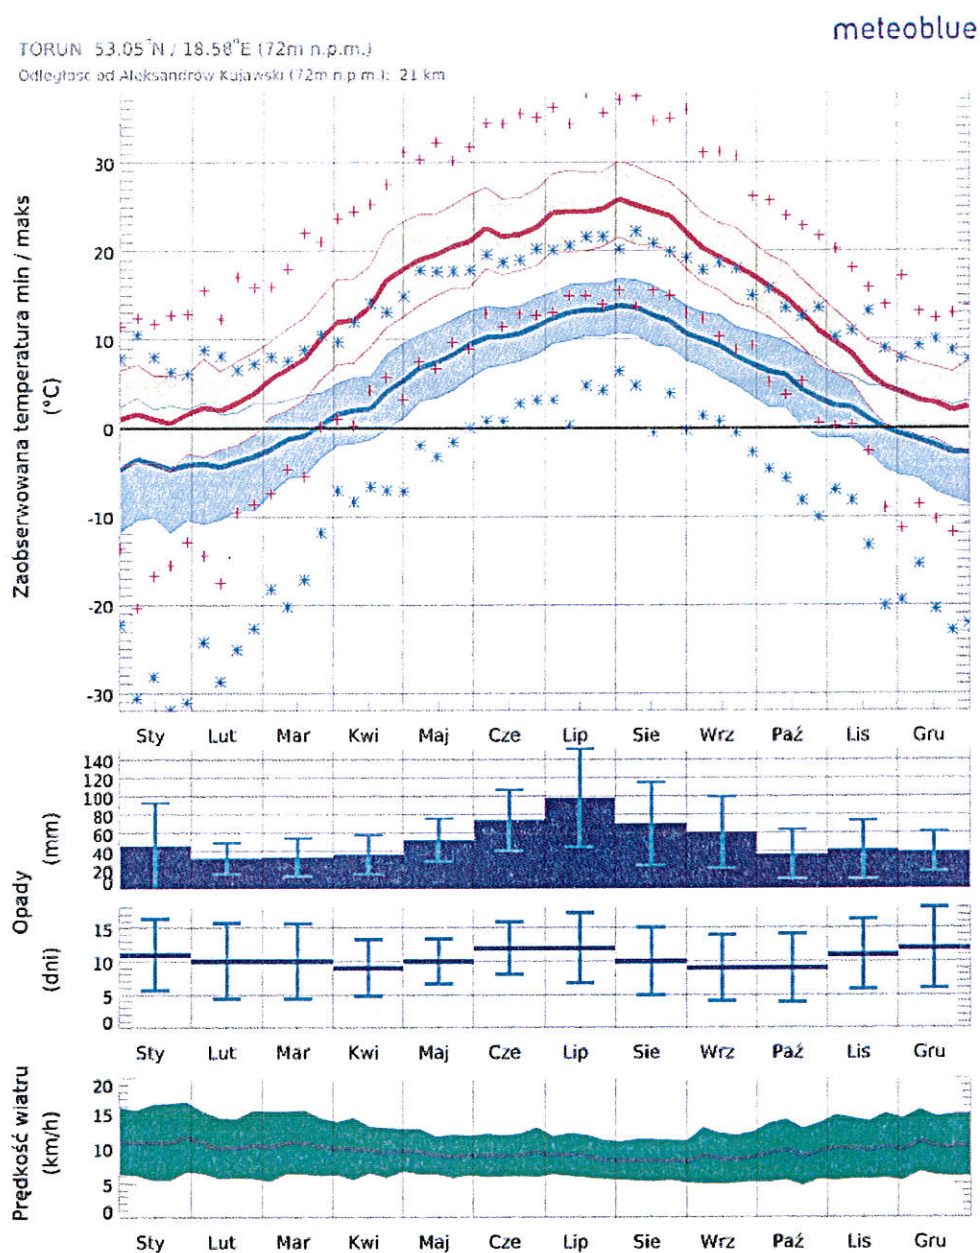 meteoblue
TORUN 53.05°N / 18.58°E (72m n.p.m.)
Odległosc od Aleksandrów Kujawski (72m n.p.m.): 21 km
Zaobserwowana temperatura min / maks
(°C)
30
20
10
0
-10
-20
-30
Sty Lut Mar Kwi Maj Cze Lip Sie Wrz Paź Lis Gru
Opady
(mm)
140
120
100
80
60
40
20
0
(dni)
15
10
5
0
Sty Lut Mar Kwi Maj Cze Lip Sie Wrz Paź Lis Gru
Prędkość wiatru
(km/h)
20
15
10
5
0
Sty Lut Mar Kwi Maj Cze Lip Sie Wrz Paź Lis Gru